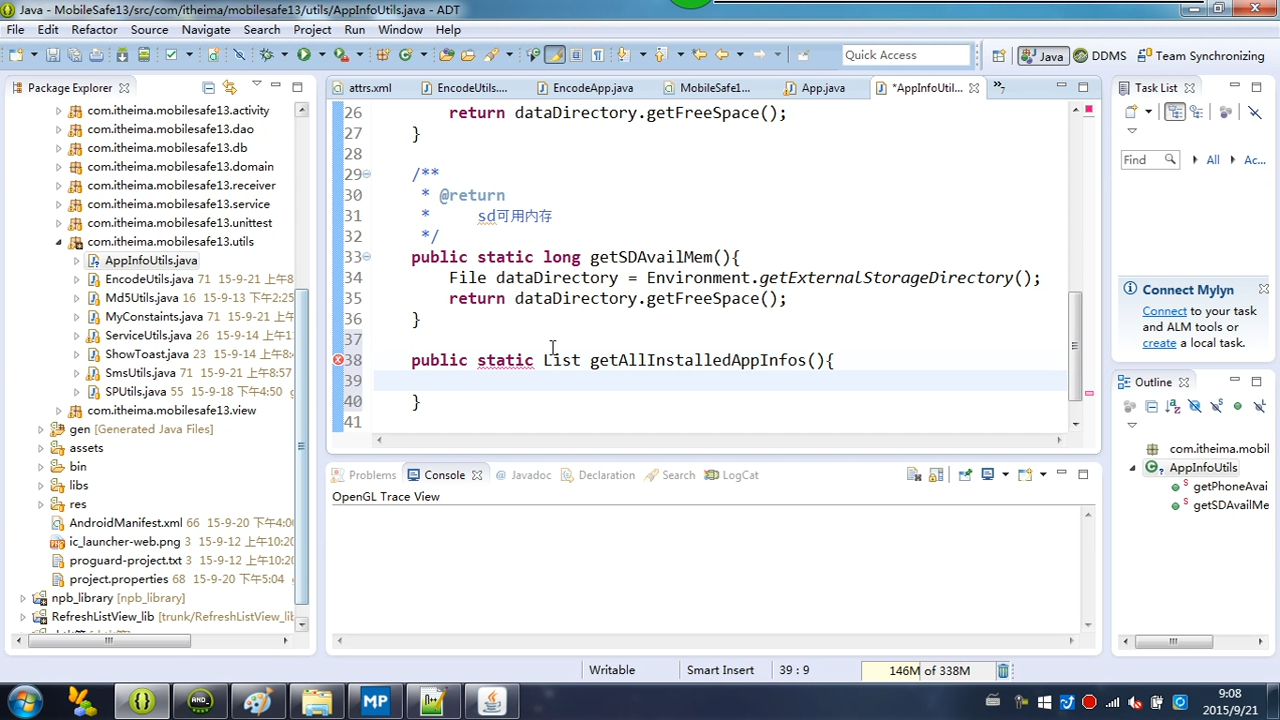 Java - MobileSafe13/src/com/itheima/mobilesafe13/utils/AppInfoUtils.java - ADT
File Edit Refactor Source Navigate Search Project Run Window Help
Quick Access
Java
DDMS
Team Synchronizing
Package Explorer
com.itheima.mobilesafe13.activity
com.itheima.mobilesafe13.dao
com.itheima.mobilesafe13.db
com.itheima.mobilesafe13.domain
com.itheima.mobilesafe13.receiver
com.itheima.mobilesafe13.service
com.itheima.mobilesafe13.unittest
com.itheima.mobilesafe13.utils
AppInfoUtils.java
EncodeUtils.java 71 15-9-21 上午8
Md5Utils.java 16 15-9-13 下午2:25
MyConstaints.java 71 15-9-21
ServiceUtils.java 26 15-9-14 上午
ShowToast.java 23 15-9-14 上午
SmsUtils.java 71 15-9-21 上午8:57
SPUtils.java 55 15-9-18 上午4:50
com.itheima.mobilesafe13.view
gen [Generated Java Files]
assets
bin
libs
res
AndroidManifest.xml 66 15-9-20 下午4:0
ic_launcher-web.png 3 15-9-12 上午10:20
proguard-project.txt 3 15-9-12 上午10:
project.properties 68 15-9-20 下午5:04
npb_library [npb_library]
RefreshListView_lib [trunk/RefreshListView_lib
attrs.xml
EncodeUtils....
EncodeApp.java
MobileSafe1...
App.java
*AppInfoUtil...
26 return dataDirectory.getFreeSpace();
27 }
28
29 /**
30 * @return
31 * sd可用内存
32 */
33 public static long getSDAvailMem(){
34 File dataDirectory = Environment.getExternalStorageDirectory();
35 return dataDirectory.getFreeSpace();
36 }
37
38 public static List getAllInstalledAppInfos(){
39
40 }
41
Problems Console Javadoc Declaration Search LogCat
OpenGL Trace View
Task List
Find All Ac...
Connect Mylyn
Connect to your task
and ALM tools or
create a local task.
Outline
com.itheima.mobil
AppInfoUtils
getPhoneAvai
getSDAvailMe
Writable Smart Insert 39 : 9 146M of 338M
AND_
MP
9:08
2015/9/21